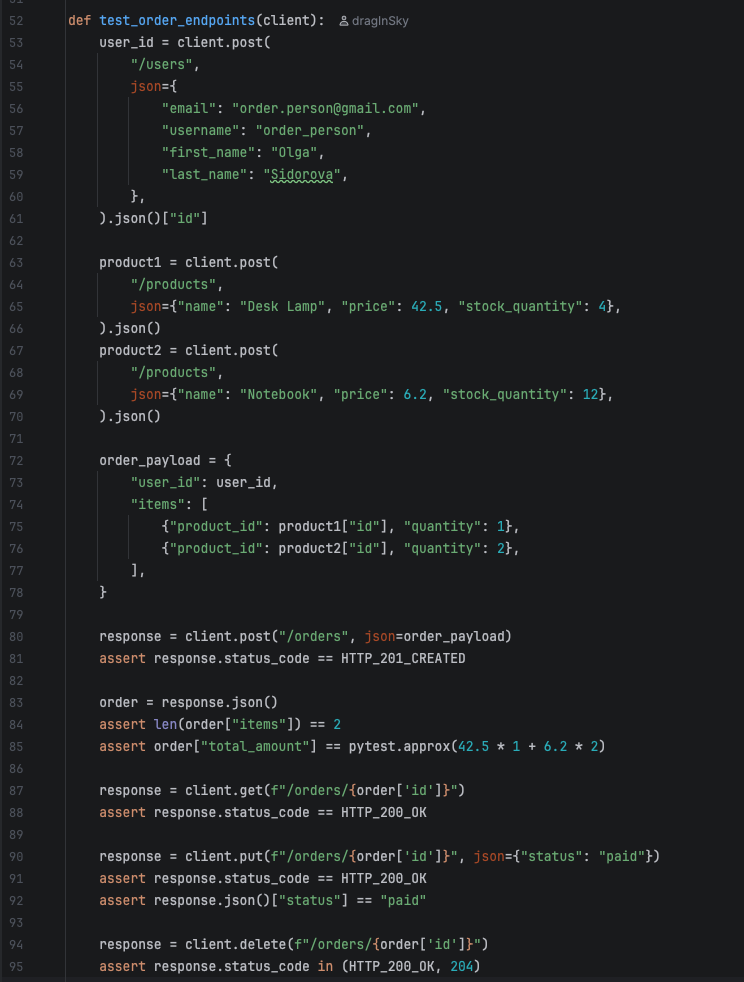 52 def test_order_endpoints(client): dragInSky
53     user_id = client.post(
54         "/users",
55         json={
56             "email": "order.person@gmail.com",
57             "username": "order_person",
58             "first_name": "Olga",
59             "last_name": "Sidorova",
60         },
61     ).json()["id"]
62
63     product1 = client.post(
64         "/products",
65         json={"name": "Desk Lamp", "price": 42.5, "stock_quantity": 4},
66     ).json()
67     product2 = client.post(
68         "/products",
69         json={"name": "Notebook", "price": 6.2, "stock_quantity": 12},
70     ).json()
71
72     order_payload = {
73         "user_id": user_id,
74         "items": [
75             {"product_id": product1["id"], "quantity": 1},
76             {"product_id": product2["id"], "quantity": 2},
77         ],
78     }
79
80     response = client.post("/orders", json=order_payload)
81     assert response.status_code == HTTP_201_CREATED
82
83     order = response.json()
84     assert len(order["items"]) == 2
85     assert order["total_amount"] == pytest.approx(42.5 * 1 + 6.2 * 2)
86
87     response = client.get(f"/orders/{order['id']}")
88     assert response.status_code == HTTP_200_OK
89
90     response = client.put(f"/orders/{order['id']}", json={"status": "paid"})
91     assert response.status_code == HTTP_200_OK
92     assert response.json()["status"] == "paid"
93
94     response = client.delete(f"/orders/{order['id']}")
95     assert response.status_code in (HTTP_200_OK, 204)